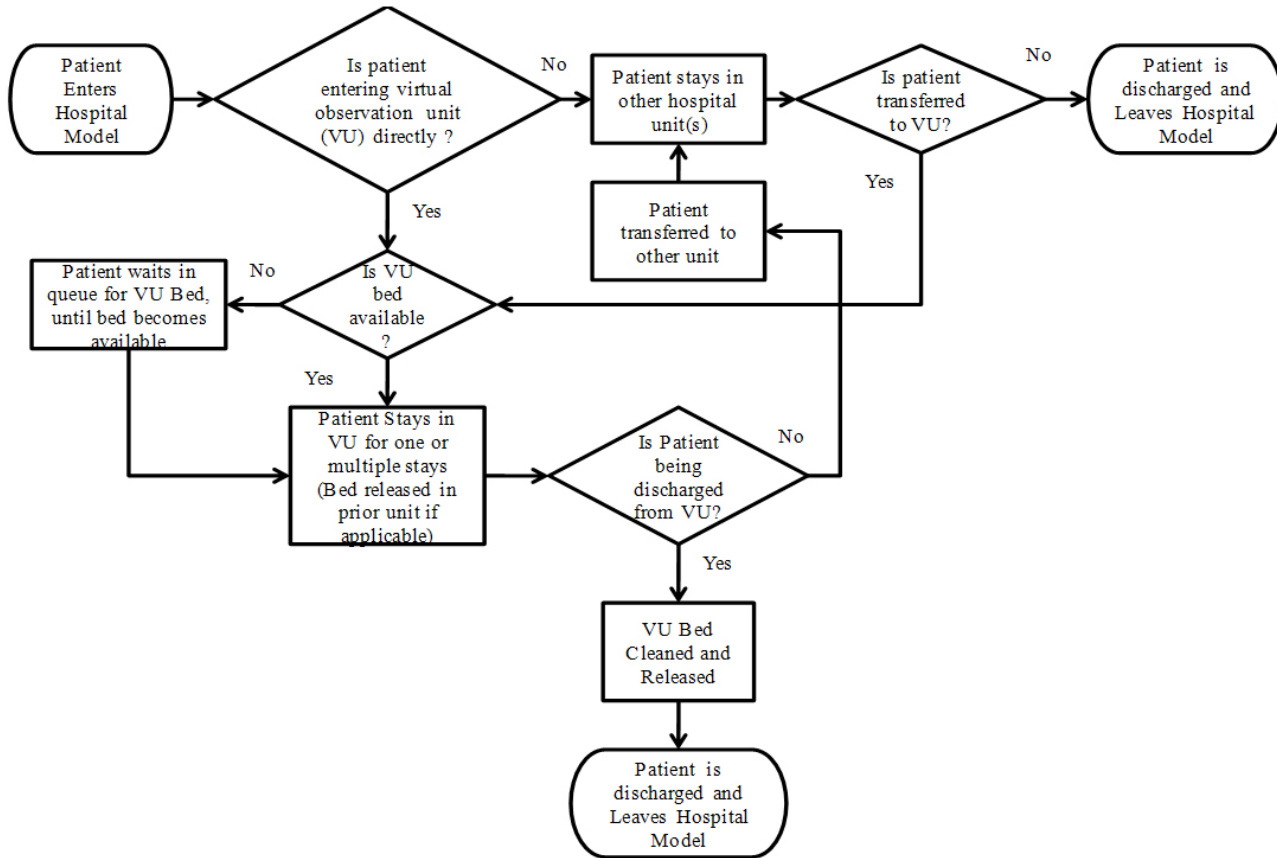 Patient
Enters
Hospital
Model
Is patient
entering virtual
observation unit
(VU) directly ?
No
Patient stays in
other hospital
unit(s)
Is patient
transferred
to VU?
No
Patient is
discharged and
Leaves Hospital
Model
Yes
Yes
Patient
transferred to
other unit
Patient waits in
queue for VU Bed,
until bed becomes
available
No
Is VU
bed
available
?
Yes
Patient Stays in
VU for one or
multiple stays
(Bed released in
prior unit if
applicable)
Is Patient
being
discharged
from VU?
No
Yes
VU Bed
Cleaned and
Released
Patient is
discharged and
Leaves Hospital
Model